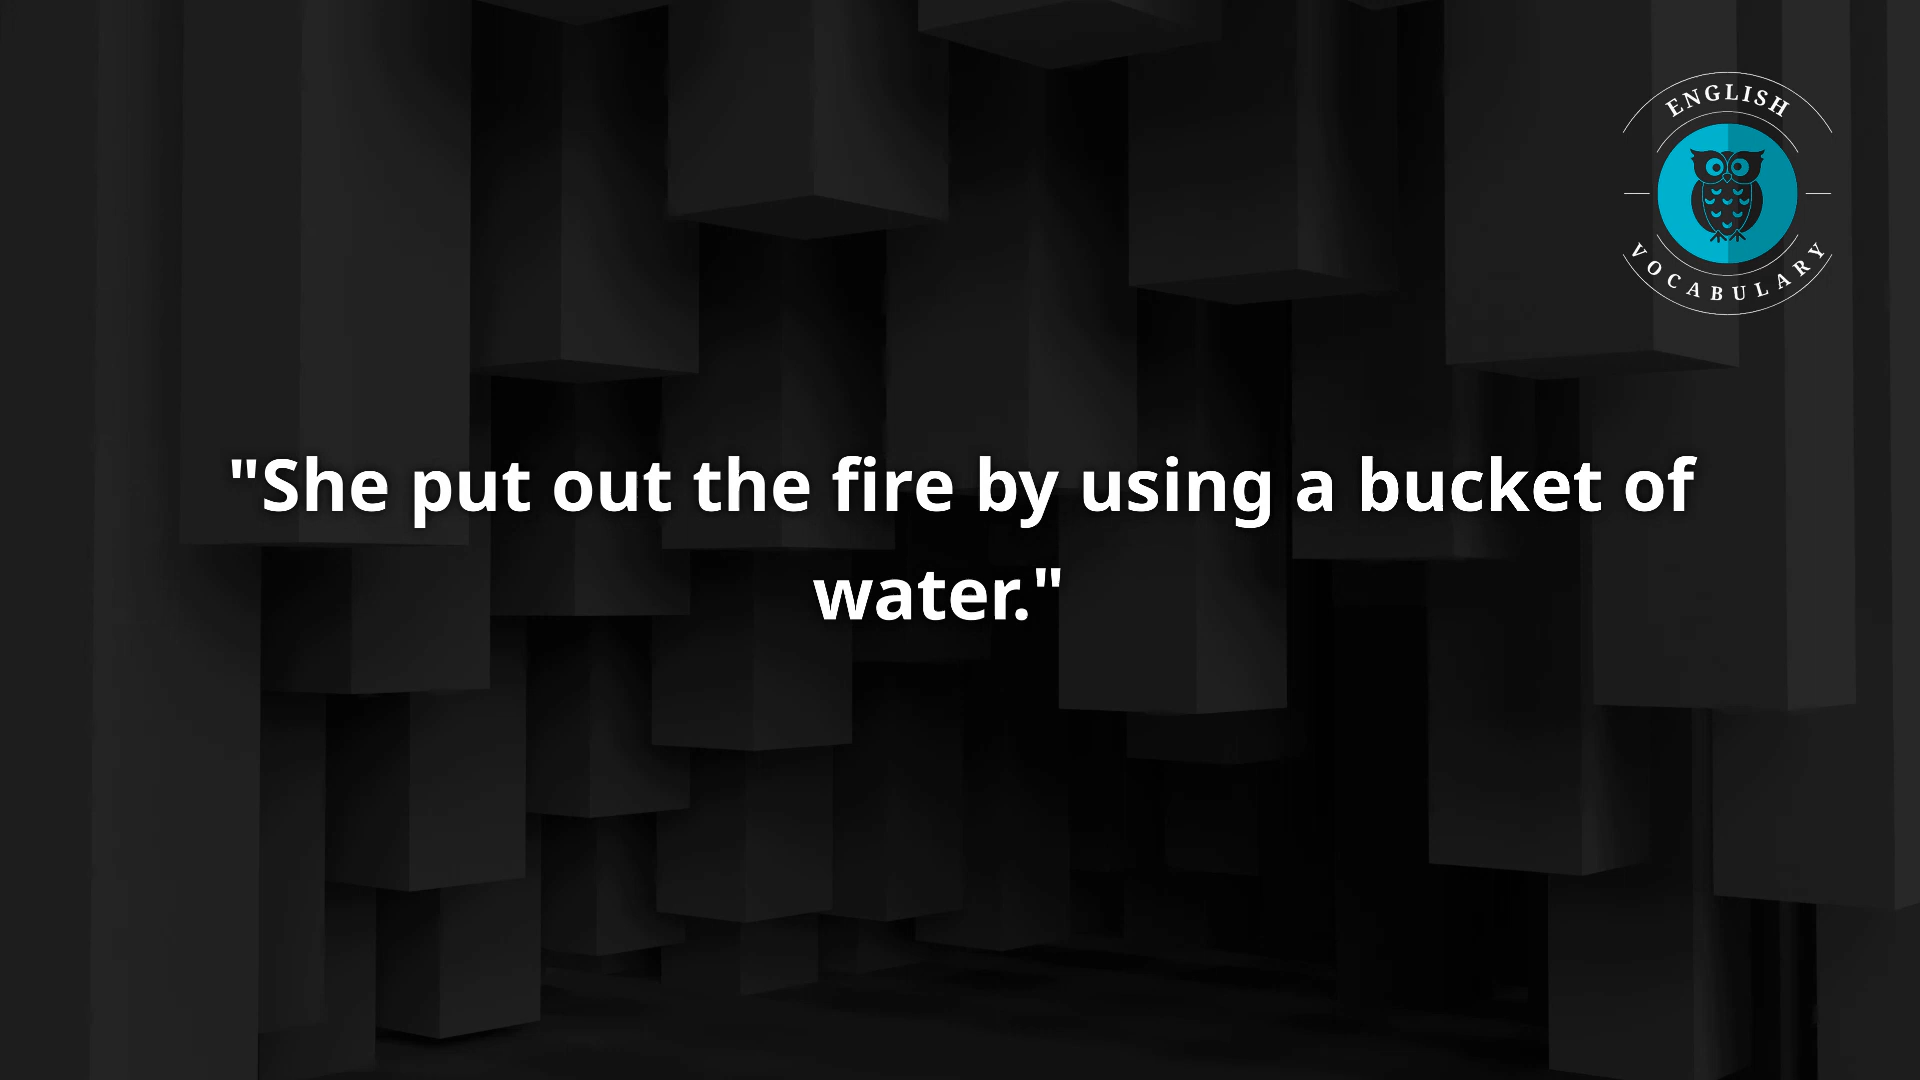 ENGLISH
VOCABULARY
"She put out the fire by using a bucket of
water."